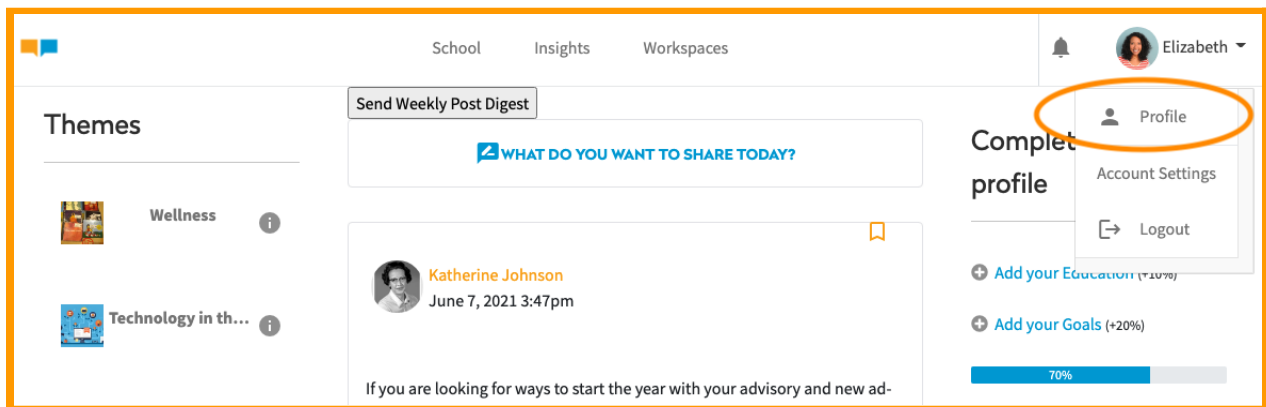 School Insights Workspaces Elizabeth
Themes
Wellness
Technology in th...
Send Weekly Post Digest
WHAT DO YOU WANT TO SHARE TODAY?
Katherine Johnson
June 7, 2021 3:47pm
If you are looking for ways to start the year with your advisory and new ad-
Profile
Account Settings
Logout
Complet
profile
Add your Education (+10%)
Add your Goals (+20%)
70%